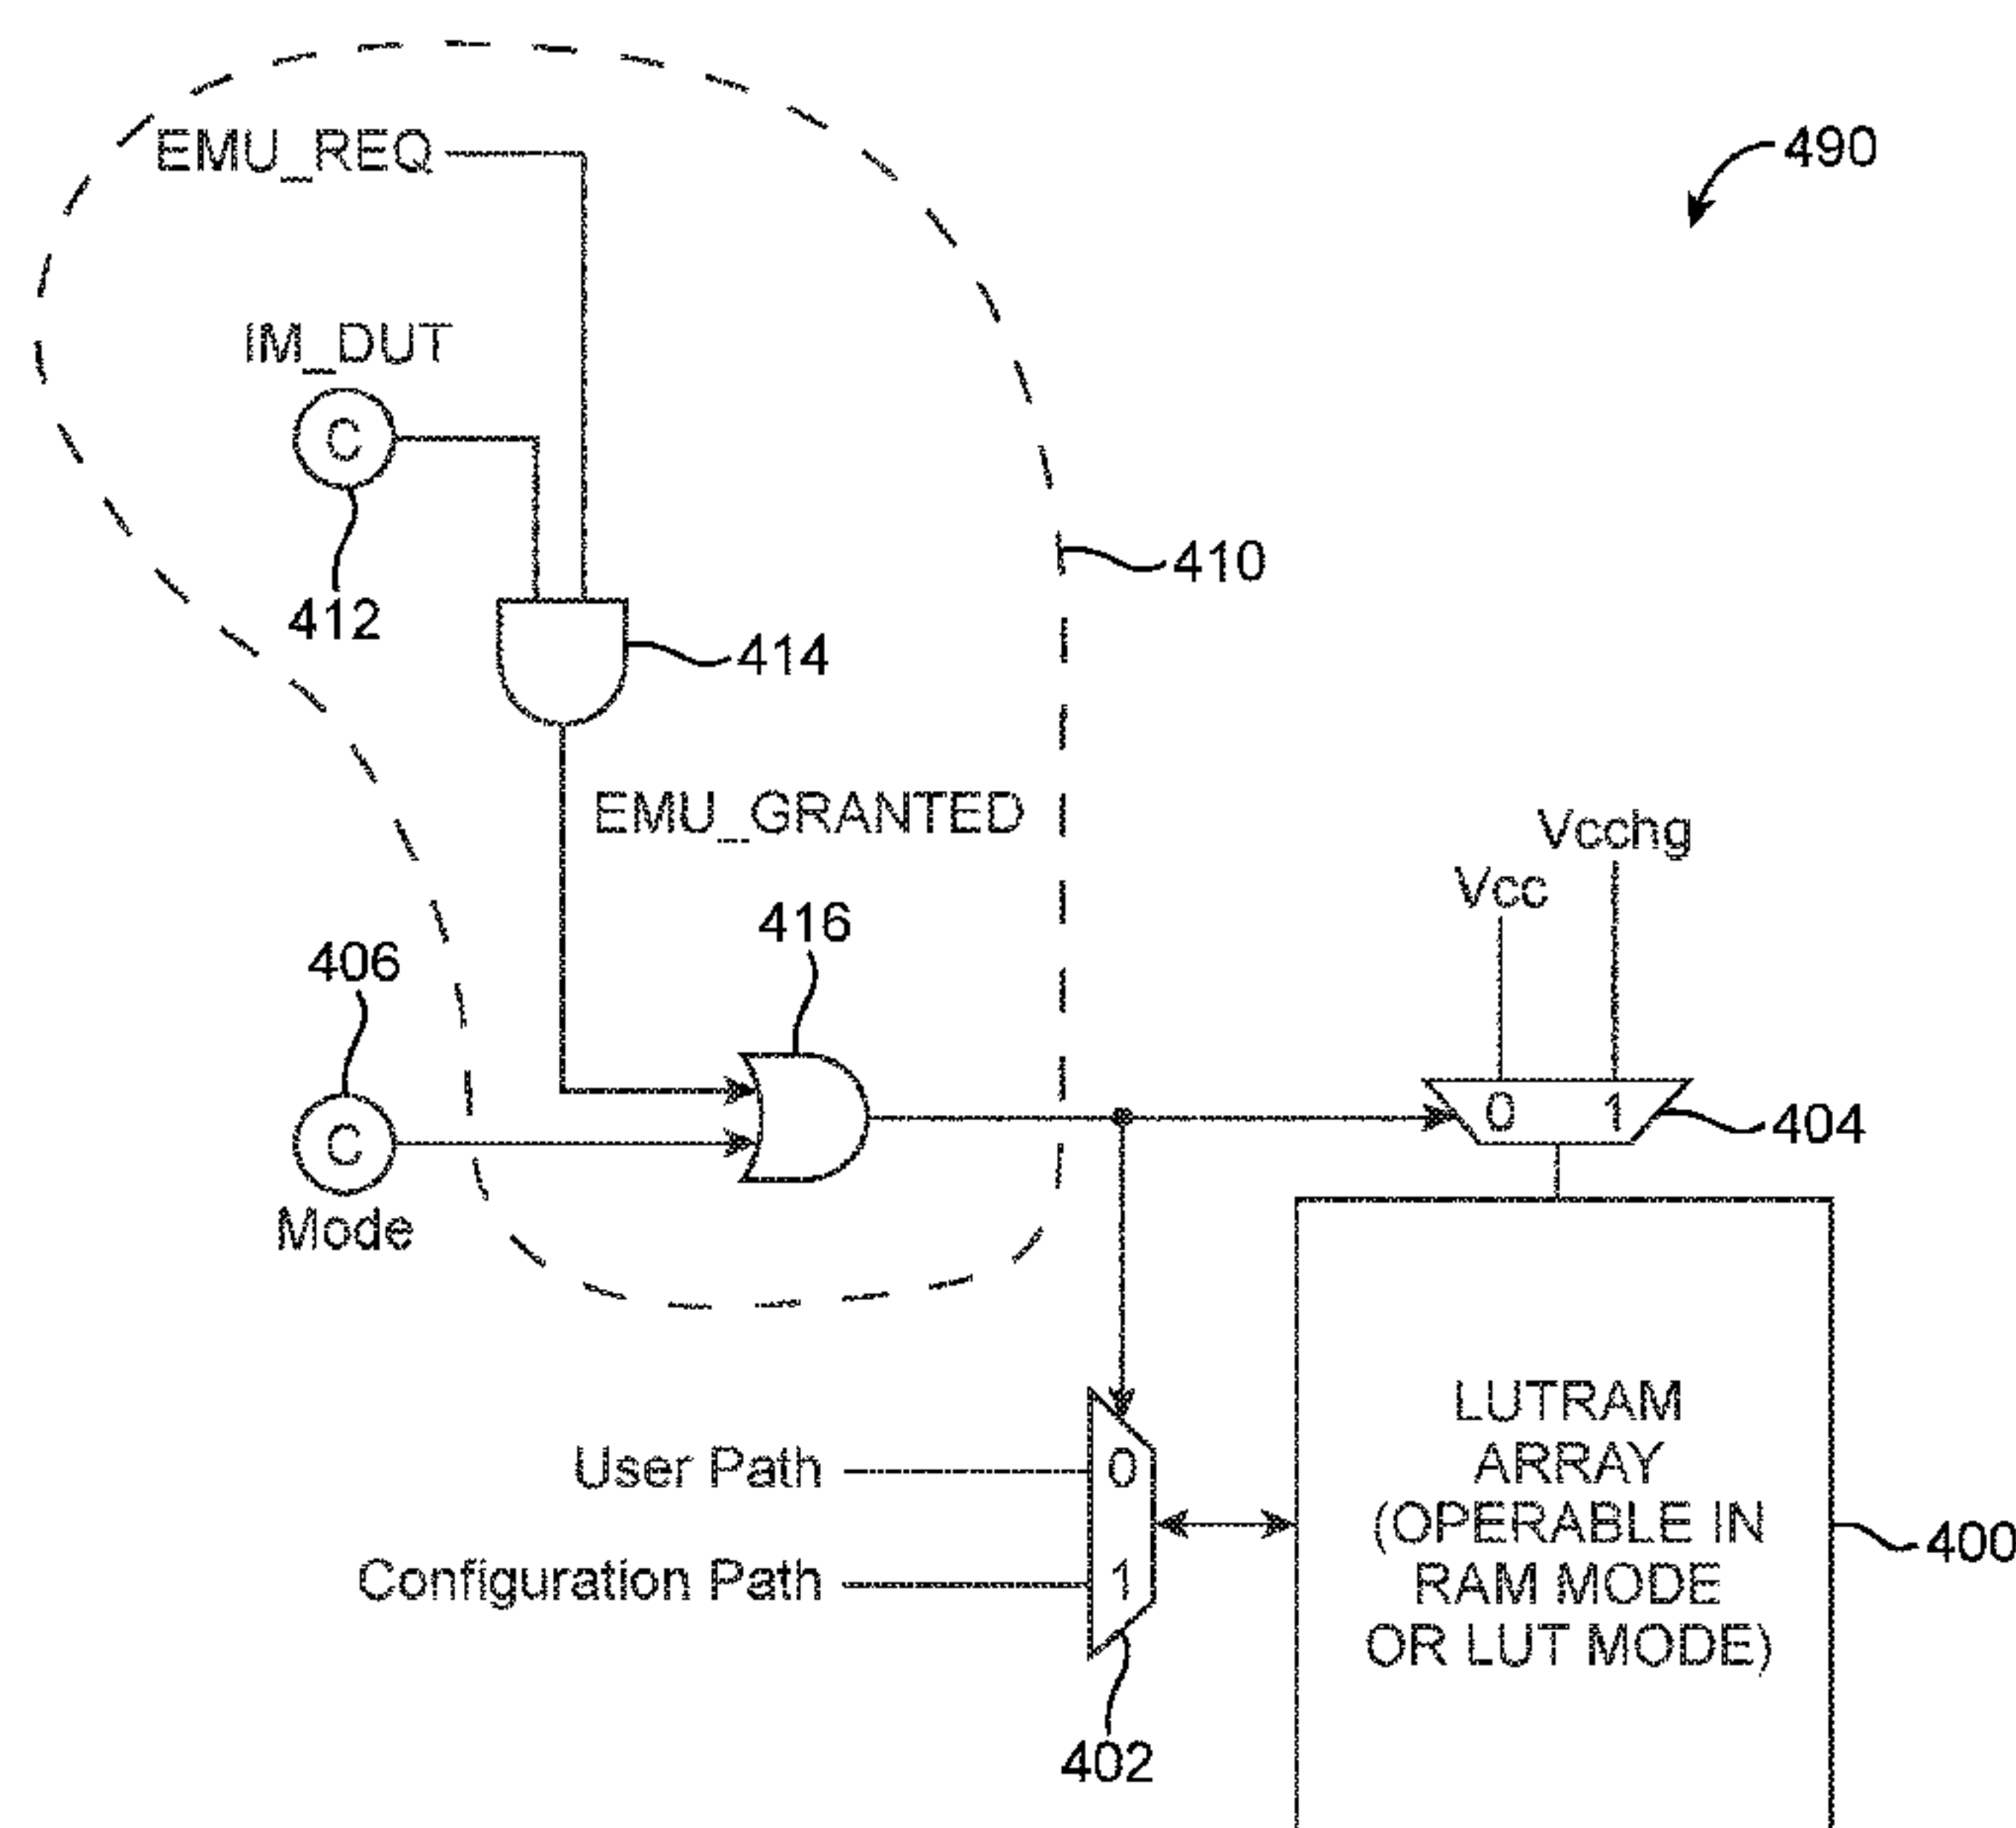 EMU_REQ
490
IM_DUT
C
412
410
414
EMU_GRANTED
Vcchg
Vcc
416
406
0 1
404
C
Mode
User Path
0
Configuration Path
1
402
LUTRAM
ARRAY
(OPERABLE IN
RAM MODE
OR LUT MODE)
400